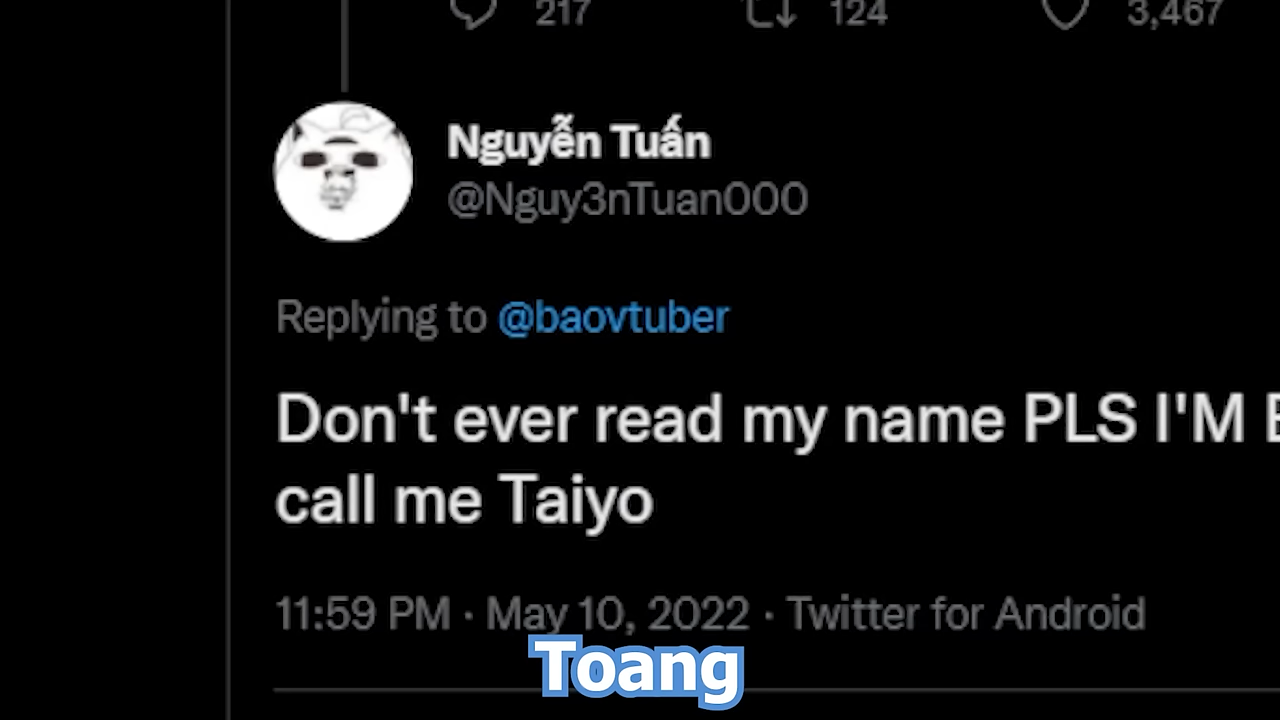 217 124 3,467
Nguyễn Tuấn
@Nguy3nTuan000
Replying to @baovtuber
Don't ever read my name PLS I'M
call me Taiyo
11:59 PM · May 10, 2022 · Twitter for Android
Toang